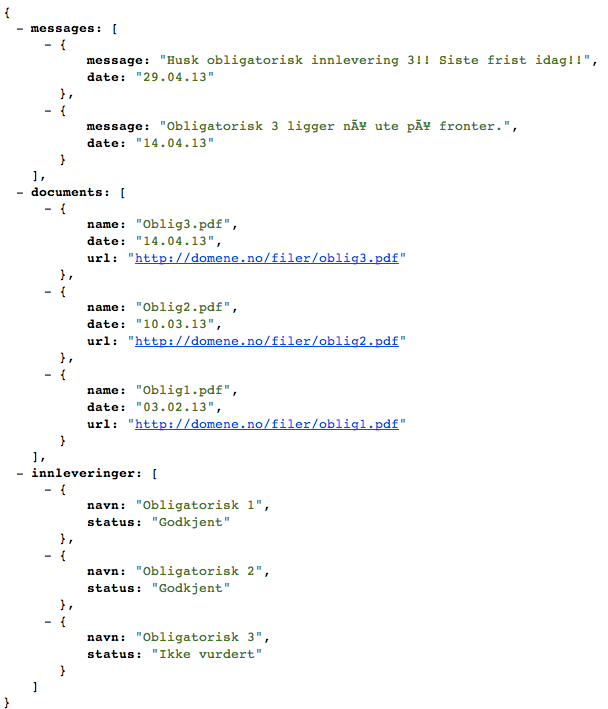 {
- messages: [
- {
message: "Husk obligatorisk innlevering 3!! Siste frist idag!!",
date: "29.04.13"
},
- {
message: "Obligatorisk 3 ligger nÃ¥ ute pÃ¥ fronter.",
date: "14.04.13"
}
],
- documents: [
- {
name: "Oblig3.pdf",
date: "14.04.13",
url: "http://domene.no/filer/oblig3.pdf"
},
- {
name: "Oblig2.pdf",
date: "10.03.13",
url: "http://domene.no/filer/oblig2.pdf"
},
- {
name: "Oblig1.pdf",
date: "03.02.13",
url: "http://domene.no/filer/oblig1.pdf"
}
],
- innleveringer: [
- {
navn: "Obligatorisk 1",
status: "Godkjent"
},
- {
navn: "Obligatorisk 2",
status: "Godkjent"
},
- {
navn: "Obligatorisk 3",
status: "Ikke vurdert"
}
]
}